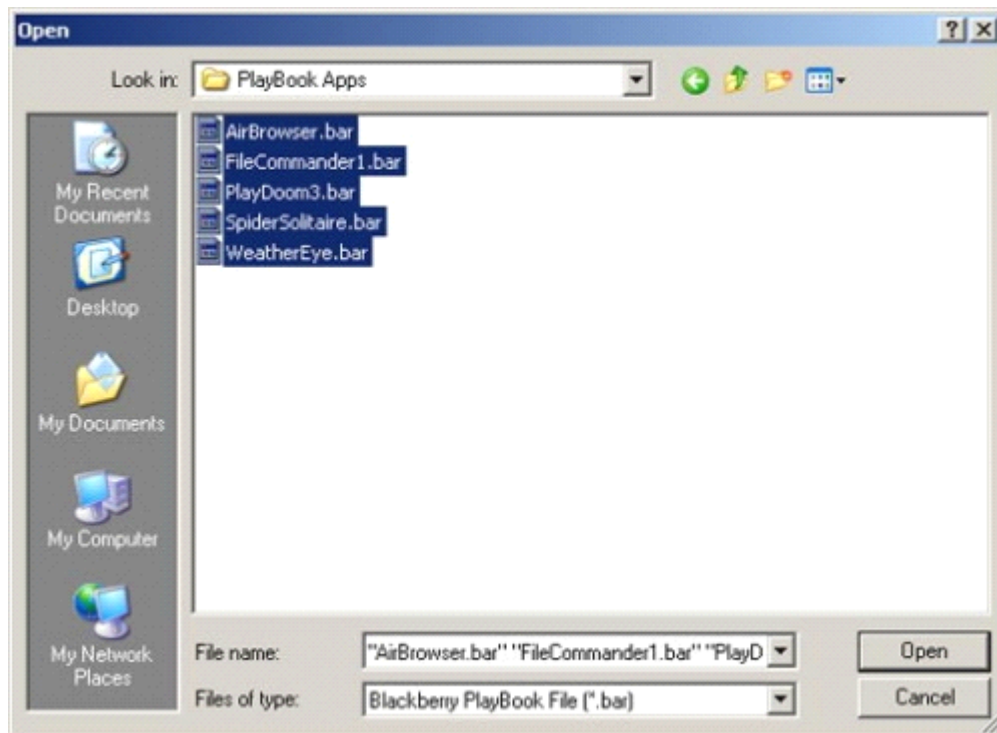 Open
Look in: PlayBook Apps
AirBrowser.bar
FileCommander1.bar
PlayDoom3.bar
SpiderSolitaire.bar
WeatherEye.bar
My Recent
Documents
Desktop
My Documents
My Computer
My Network
Places
File name: "AirBrowser.bar" "FileCommander1.bar" "PlayD
Open
Files of type: Blackberry PlayBook File (*.bar)
Cancel